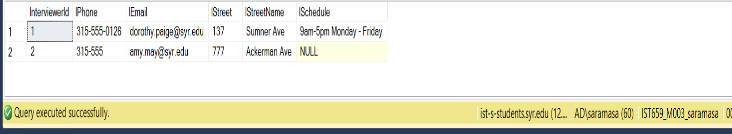 InterviewerId IPhone IEmail IStreet IStreetName ISchedule
1 1 315-555-0126 dorothy.paige@syr.edu 137 Sumner Ave 9am-5pm Monday - Friday
2 2 315-555 amy.may@syr.edu 777 Ackerman Ave NULL
Query executed successfully. ist-s-students.syr.edu (12... AD\saramasa (60) IST659_M003_saramasa 00